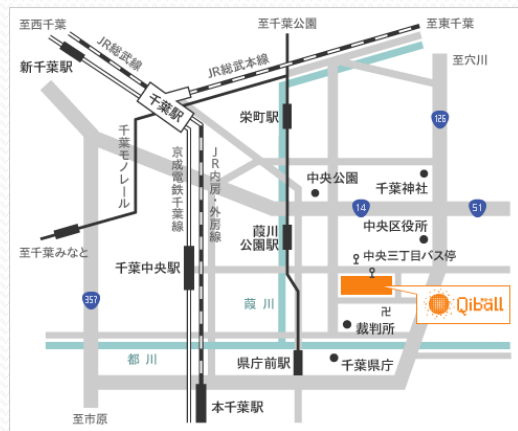 至西千葉
至千葉公園
至東千葉
JR総武線
JR総武本線
至穴川
新千葉駅
千葉駅
栄町駅
126
千葉モノレール
京成電鉄千葉線
JR内房・外房線
中央公園
千葉神社
14
51
中央区役所
葭川
公園駅
至千葉みなと
千葉中央駅
中央三丁目バス停
357
葭川
Qiball
裁判所
都川
県庁前駅
千葉県庁
本千葉駅
至市原